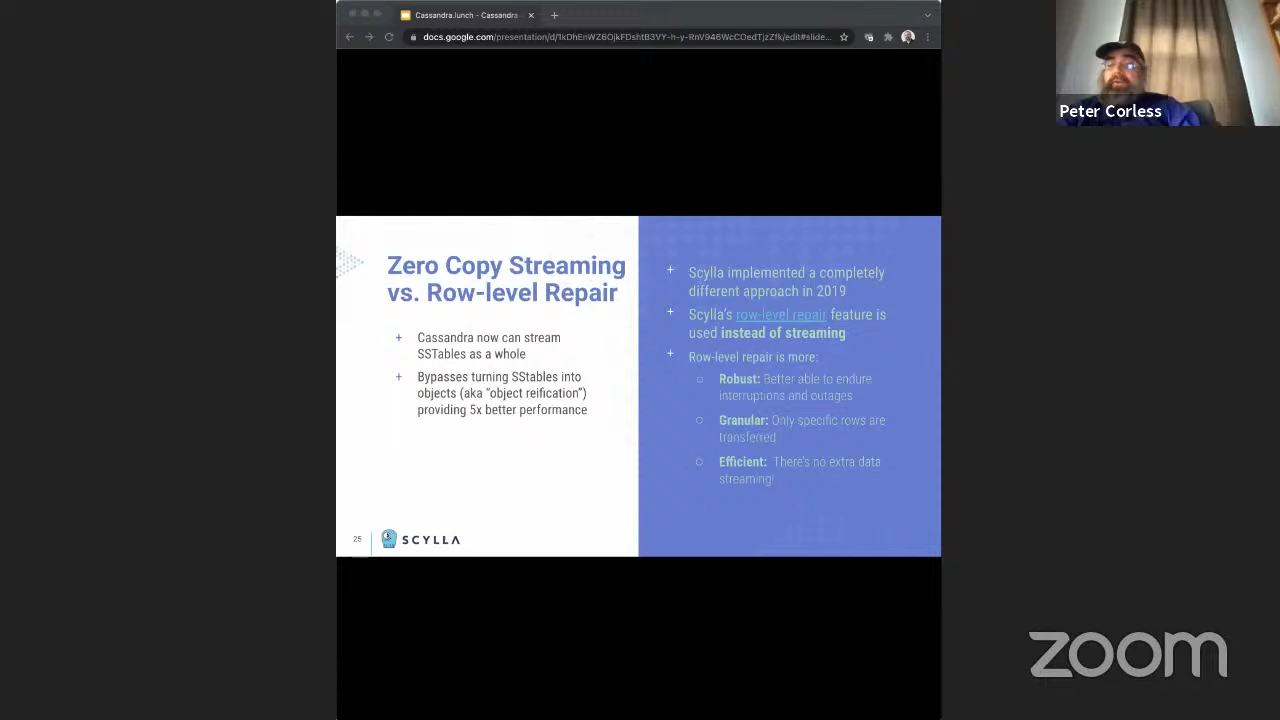 Cassandra.lunch - Cassandra
docs.google.com/presentation/d/1kDhEnWZ6OjkFDshtB3VY-h-y-RnV946WcCOedTjzZfk/edit#slide...
Peter Corless
Zero Copy Streaming
vs. Row-level Repair
+ Cassandra now can stream
SSTables as a whole
+ Bypasses turning SStables into
objects (aka “object reification”)
providing 5x better performance
+ Scylla implemented a completely
different approach in 2019
+ Scylla's row-level repair feature is
used instead of streaming
+ Row-level repair is more:
○ Robust: Better able to endure
interruptions and outages
○ Granular: Only specific rows are
transferred
○ Efficient: There's no extra data
streaming!
25
SCYLLA
zoom